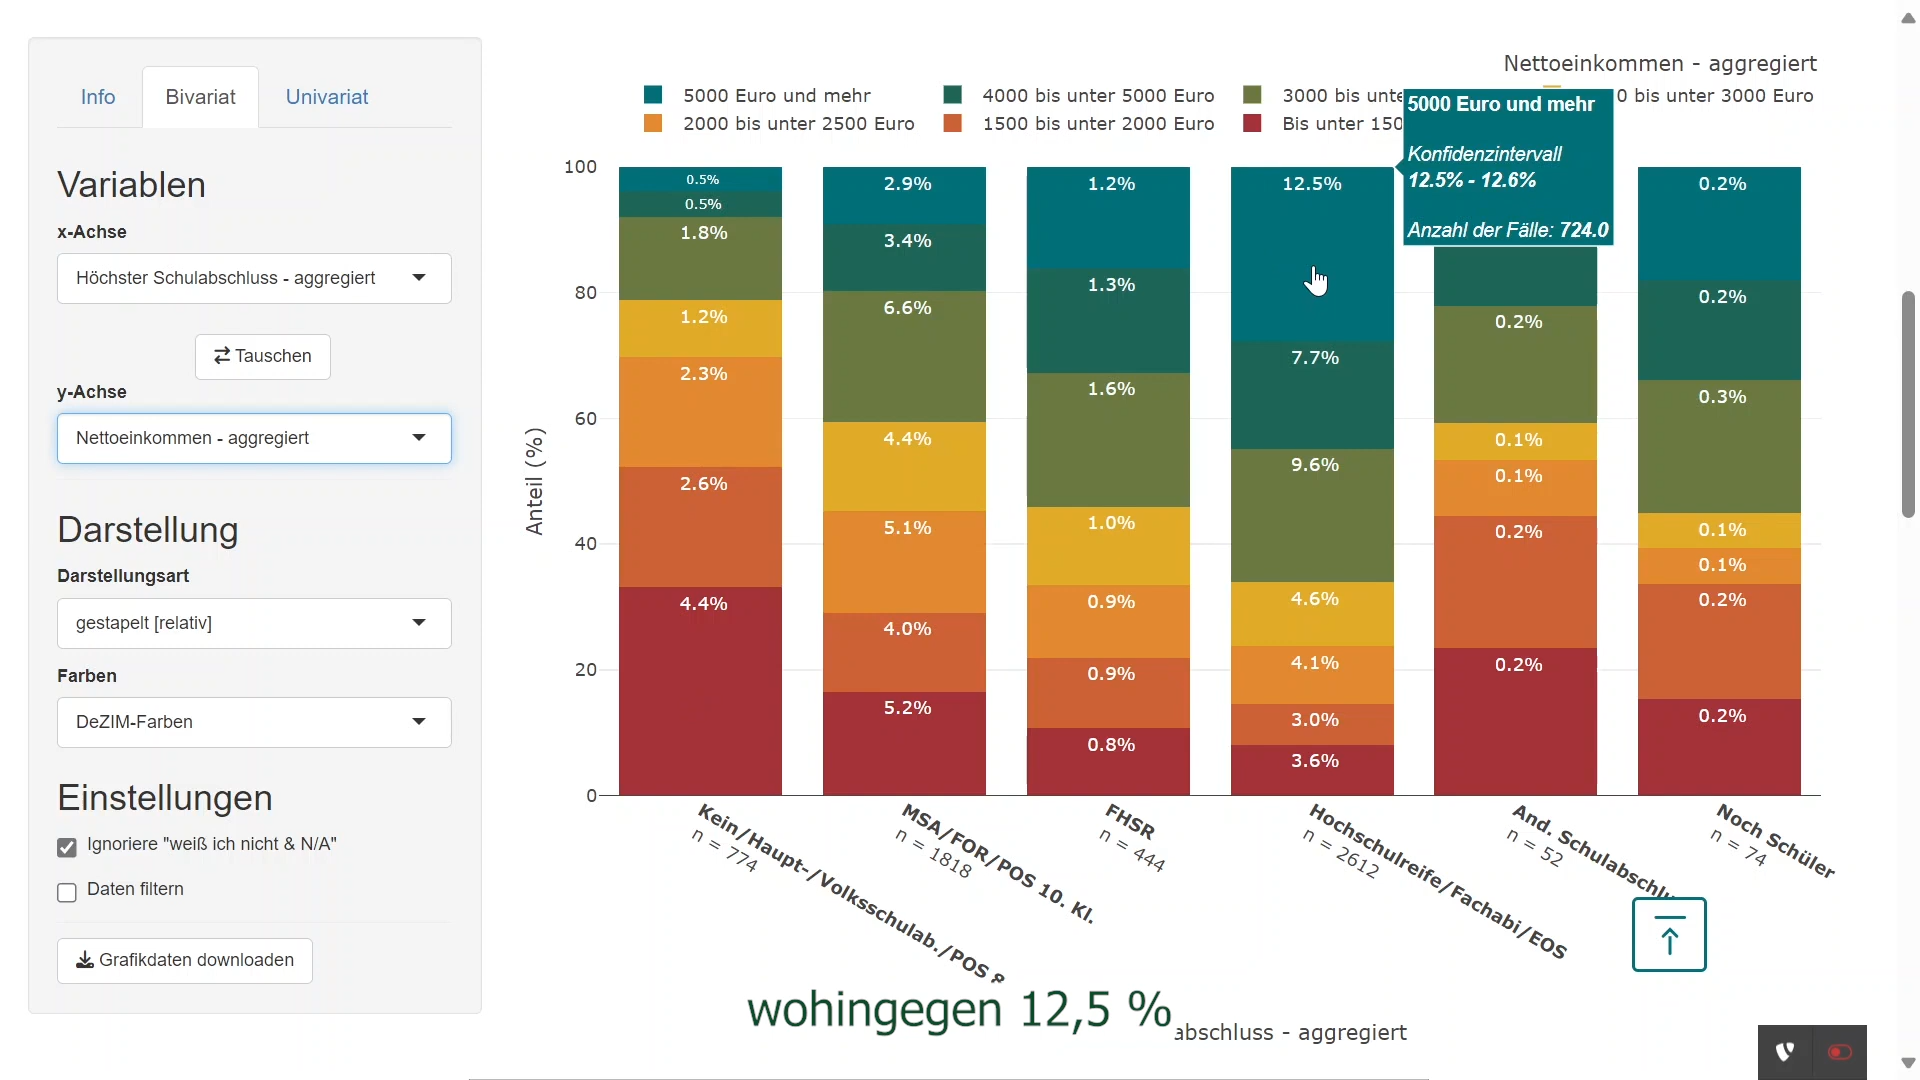 Info
Bivariat
Univariat
Variablen
x-Achse
Höchster Schulabschluss - aggregiert
Tauschen
y-Achse
Nettoeinkommen - aggregiert
Darstellung
Darstellungsart
gestapelt [relativ]
Farben
DeZIM-Farben
Einstellungen
Ignoriere "weiß ich nicht & N/A"
Daten filtern
Grafikdaten downloaden
Nettoeinkommen - aggregiert
5000 Euro und mehr
4000 bis unter 5000 Euro
3000 bis unte
0 bis unter 3000 Euro
2000 bis unter 2500 Euro
1500 bis unter 2000 Euro
Bis unter 150
5000 Euro und mehr
Konfidenzintervall
12.5% - 12.6%
Anzahl der Fälle: 724.0
Anteil (%)
100
80
60
40
20
0
0.5%
0.5%
1.8%
1.2%
2.3%
2.6%
4.4%
2.9%
3.4%
6.6%
4.4%
5.1%
4.0%
5.2%
1.2%
1.3%
1.6%
1.0%
0.9%
0.9%
0.8%
12.5%
7.7%
9.6%
4.6%
4.1%
3.0%
3.6%
0.2%
0.1%
0.1%
0.2%
0.2%
0.2%
0.2%
0.3%
0.1%
0.1%
0.2%
0.2%
Kein/Haupt-/Volksschulab./POS 8
n = 774
MSA/FOR/POS 10. Kl.
n = 1818
FHSR
n = 444
Hochschulreife/Fachabi/EOS
n = 2612
And. Schulabschlu
n = 52
Noch Schüler
n = 74
wohingegen 12,5 %
abschluss - aggregiert